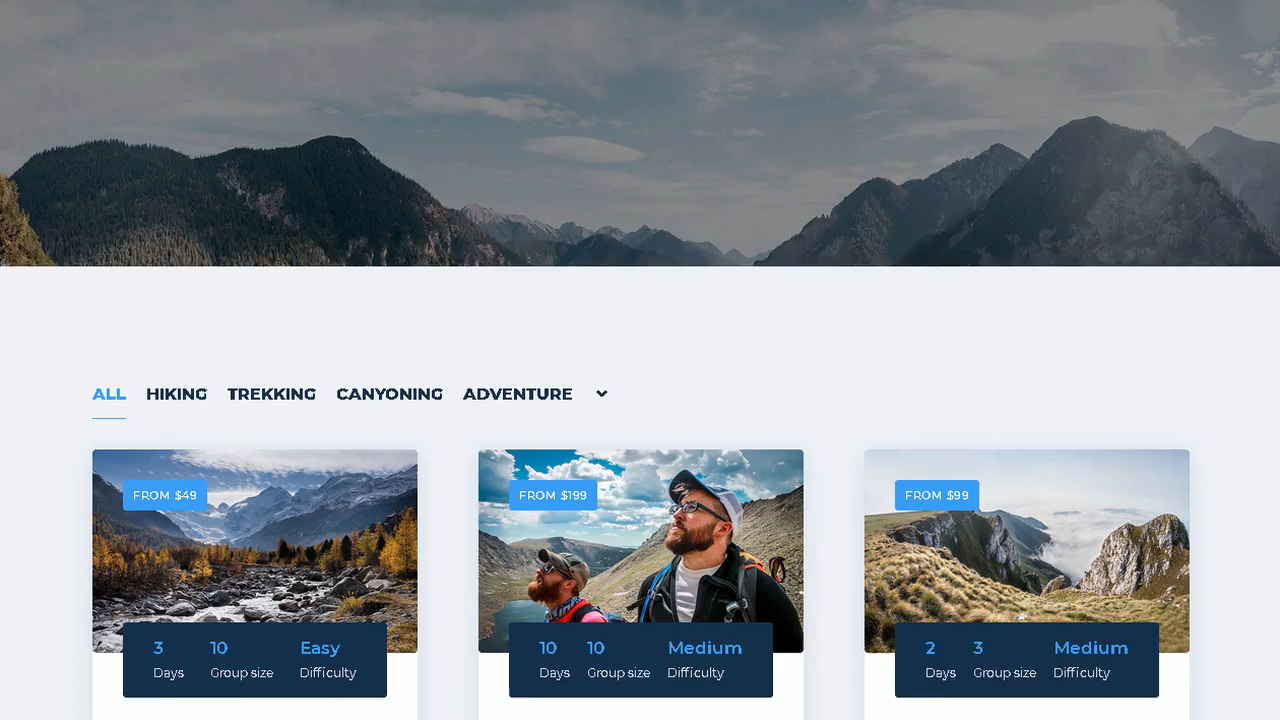 ALL HIKING TREKKING CANYONING ADVENTURE
FROM $49
3 10 Easy
Days Group size Difficulty
FROM $199
10 10 Medium
Days Group size Difficulty
FROM $99
2 3 Medium
Days Group size Difficulty